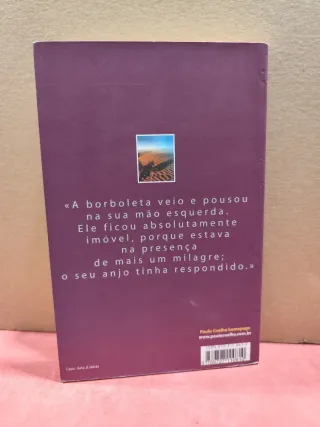 «A borboleta veio e pousou
na sua mão esquerda.
Ele ficou absolutamente
imóvel, porque estava
na presença
de mais um milagre;
o seu anjo tinha respondido.»
Paulo Coelho homepage
www.paulocoelho.com.br